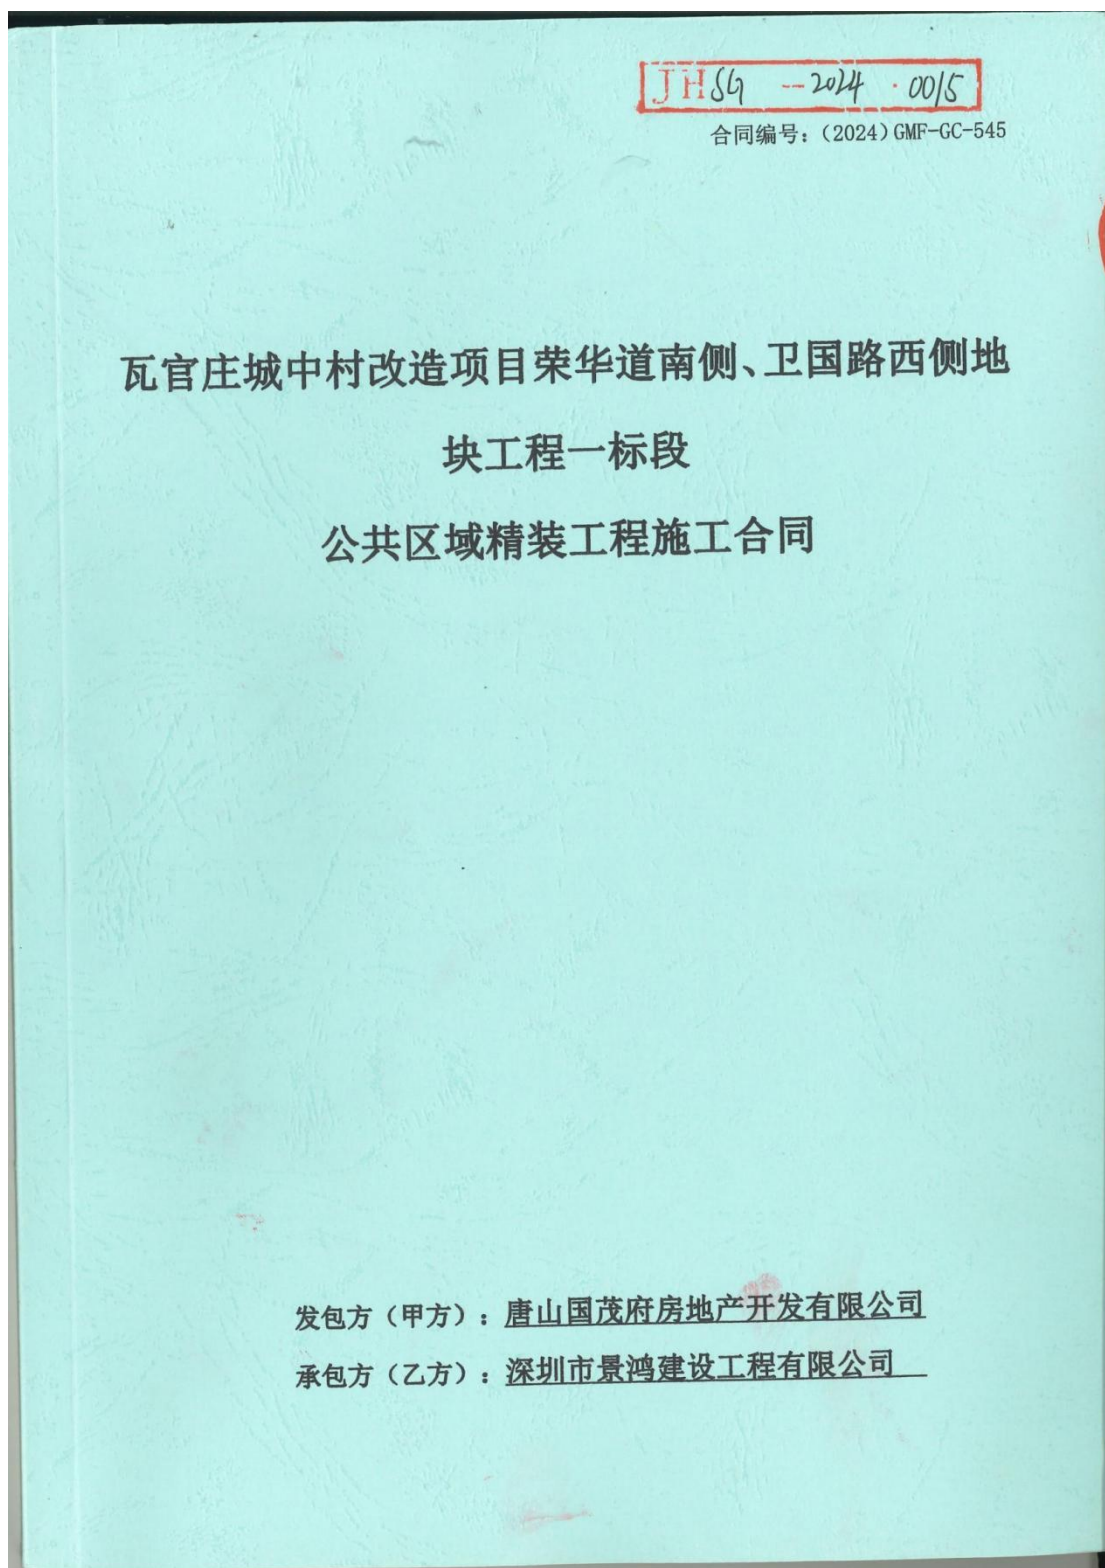 JHSG --2024 · 0015
合同编号：（2024）GMF-GC-545
瓦官庄城中村改造项目荣华道南侧、卫国路西侧地
块工程一标段
公共区域精装工程施工合同
发包方（甲方）：唐山国茂府房地产开发有限公司
承包方（乙方）：深圳市景鸿建设工程有限公司